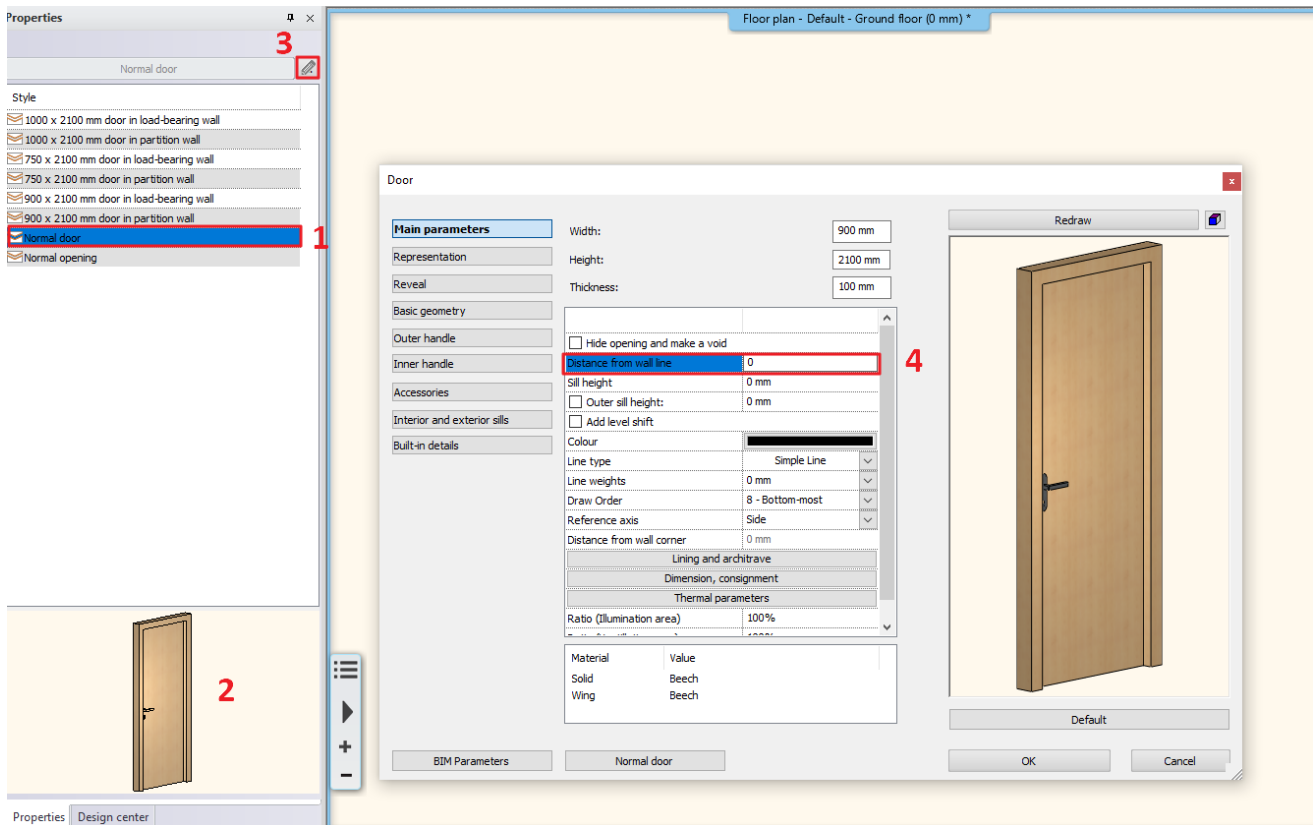 Properties
Floor plan - Default - Ground floor (0 mm) *
3
Normal door
Style
1000 x 2100 mm door in load-bearing wall
1000 x 2100 mm door in partition wall
750 x 2100 mm door in load-bearing wall
750 x 2100 mm door in partition wall
900 x 2100 mm door in load-bearing wall
900 x 2100 mm door in partition wall
Normal door
1
Normal opening
2
Properties
Design center
Door
x
Main parameters
Representation
Reveal
Basic geometry
Outer handle
Inner handle
Accessories
Interior and exterior sills
Built-in details
Width: 900 mm
Height: 2100 mm
Thickness: 100 mm
Hide opening and make a void
Distance from wall line 0
4
Sill height 0 mm
Outer sill height: 0 mm
Add level shift
Colour
Line type Simple Line
Line weights 0 mm
Draw Order 8 - Bottom-most
Reference axis Side
Distance from wall corner 0 mm
Lining and architrave
Dimension, consignment
Thermal parameters
Ratio (Illumination area) 100%
Material Value
Solid Beech
Wing Beech
BIM Parameters
Normal door
Redraw
Default
OK
Cancel